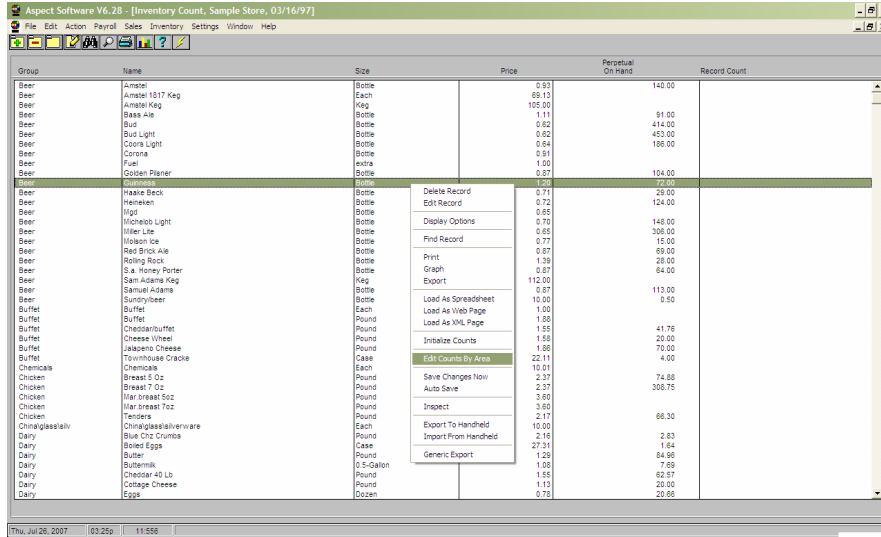 Aspect Software V6.28 - [Inventory Count, Sample Store, 03/16/97]
File Edit Action Payroll Sales Inventory Settings Window Help
Group Name Size Price Perpetual On Hand Record Count
Beer Amstel Bottle 0.93 140.00
Beer Amstel 1817 Keg Each 69.13
Beer Amstel Keg Keg 105.00
Beer Bass Ale Bottle 1.11 91.00
Beer Bud Bottle 0.62 414.00
Beer Bud Light Bottle 0.62 453.00
Beer Coors Light Bottle 0.64 186.00
Beer Corona Bottle 0.91
Beer Fuel extra 1.00
Beer Golden Pilsner Bottle 0.87 104.00
Beer Guinness Bottle 1.20 72.00
Beer Haake Beck Bottle 0.71 29.00
Beer Heineken Bottle 0.72 124.00
Beer Mgd Bottle 0.65
Beer Michelob Light Bottle 0.70 148.00
Beer Miller Lite Bottle 0.65 306.00
Beer Molson Ice Bottle 0.77 15.00
Beer Red Brick Ale Bottle 0.87 69.00
Beer Rolling Rock Bottle 1.39 28.00
Beer S.a. Honey Porter Bottle 0.87 64.00
Beer Sam Adams Keg Keg 112.00
Beer Samuel Adams Bottle 0.87 113.00
Beer Sundry/beer Bottle 10.00 0.50
Buffet Buffet Each 1.00
Buffet Buffet Pound 1.88
Buffet Cheddar/buffet Pound 1.55 41.76
Buffet Cheese Wheel Pound 1.58 20.00
Buffet Jalapeno Cheese Pound 1.86 70.00
Buffet Townhouse Cracke Case 22.11 4.00
Chemicals Chemicals Each 10.01
Chicken Breast 5 Oz Pound 2.37 74.88
Chicken Breast 7 Oz Pound 2.37 308.75
Chicken Mar.breast 5oz Pound 3.60
Chicken Mar.breast 7oz Pound 3.60
Chicken Tenders Pound 2.17 66.30
China\glass\silv China\glass\silverware Each 10.00
Dairy Blue Chz Crumbs Pound 2.16 2.83
Dairy Boiled Eggs Case 27.31 1.64
Dairy Butter Pound 1.29 84.96
Dairy Buttermilk 0.5-Gallon 1.08 7.69
Dairy Cheddar 40 Lb Pound 1.55 62.57
Dairy Cottage Cheese Pound 1.13 20.00
Dairy Eggs Dozen 0.78 20.66
Delete Record
Edit Record
Display Options
Find Record
Print
Graph
Export
Load As Spreadsheet
Load As Web Page
Load As XML Page
Initialize Counts
Edit Counts By Area
Save Changes Now
Auto Save
Inspect
Export To Handheld
Import From Handheld
Generic Export
Thu, Jul 26, 2007 03:25p 11:556